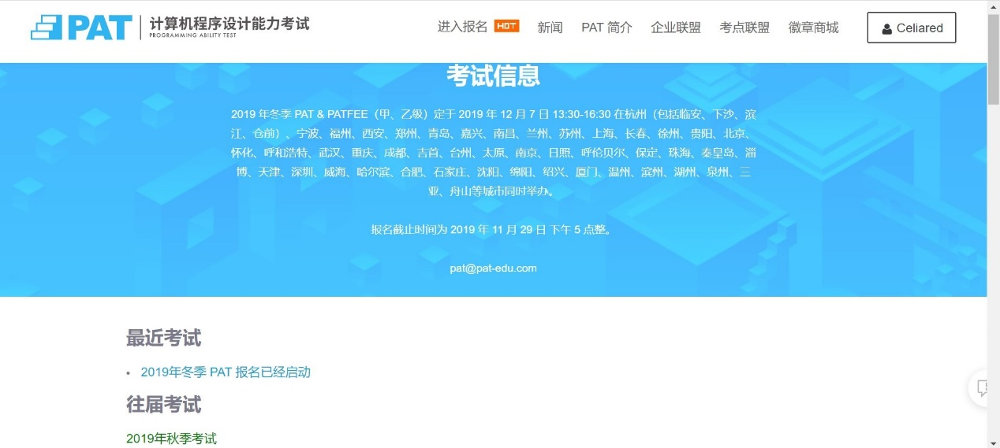 PAT 计算机程序设计能力考试
PROGRAMMING ABILITY TEST
进入报名 HOT 新闻 PAT 简介 企业联盟 考点联盟 徽章商城 Celiared
考试信息
2019 年冬季 PAT & PATFEE（甲、乙级）定于 2019 年 12 月 7 日 13:30-16:30 在杭州（包括临安、下沙、滨
江、仓前）、宁波、福州、西安、郑州、青岛、嘉兴、南昌、兰州、苏州、上海、长春、徐州、贵阳、北京、
怀化、呼和浩特、武汉、重庆、成都、吉首、台州、太原、南京、日照、呼伦贝尔、保定、珠海、秦皇岛、淄
博、天津、深圳、威海、哈尔滨、合肥、石家庄、沈阳、绵阳、绍兴、厦门、温州、滨州、湖州、泉州、三
亚、舟山等城市同时举办。
报名截止时间为 2019 年 11 月 29 日 下午 5 点整。
pat@pat-edu.com
最近考试
• 2019年冬季 PAT 报名已经启动
往届考试
2019年秋季考试